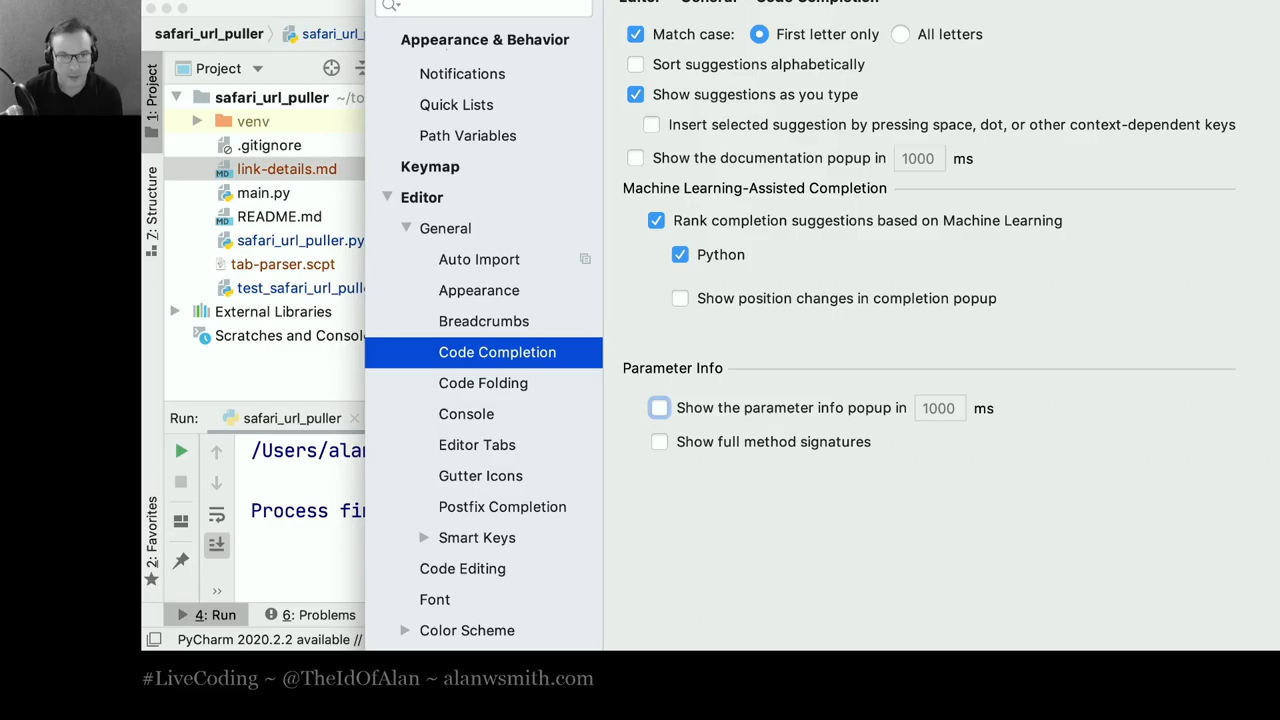 safari_url_puller
safari_url
Project
1: Project
safari_url_puller ~/to
venv
.gitignore
link-details.md
main.py
README.md
safari_url_puller.py
tab-parser.scpt
test_safari_url_pull
External Libraries
Scratches and Consol
Z: Structure
2: Favorites
Run: safari_url_puller
/Users/alan
Process fi
4: Run
6: Problems
PyCharm 2020.2.2 available //
Appearance & Behavior
Notifications
Quick Lists
Path Variables
Keymap
Editor
General
Auto Import
Appearance
Breadcrumbs
Code Completion
Code Folding
Console
Editor Tabs
Gutter Icons
Postfix Completion
Smart Keys
Code Editing
Font
Color Scheme
Editor General Code Completion
Match case: First letter only All letters
Sort suggestions alphabetically
Show suggestions as you type
Insert selected suggestion by pressing space, dot, or other context-dependent keys
Show the documentation popup in 1000 ms
Machine Learning-Assisted Completion
Rank completion suggestions based on Machine Learning
Python
Show position changes in completion popup
Parameter Info
Show the parameter info popup in 1000 ms
Show full method signatures
#LiveCoding ~ @TheIdOfAlan ~ alanwsmith.com